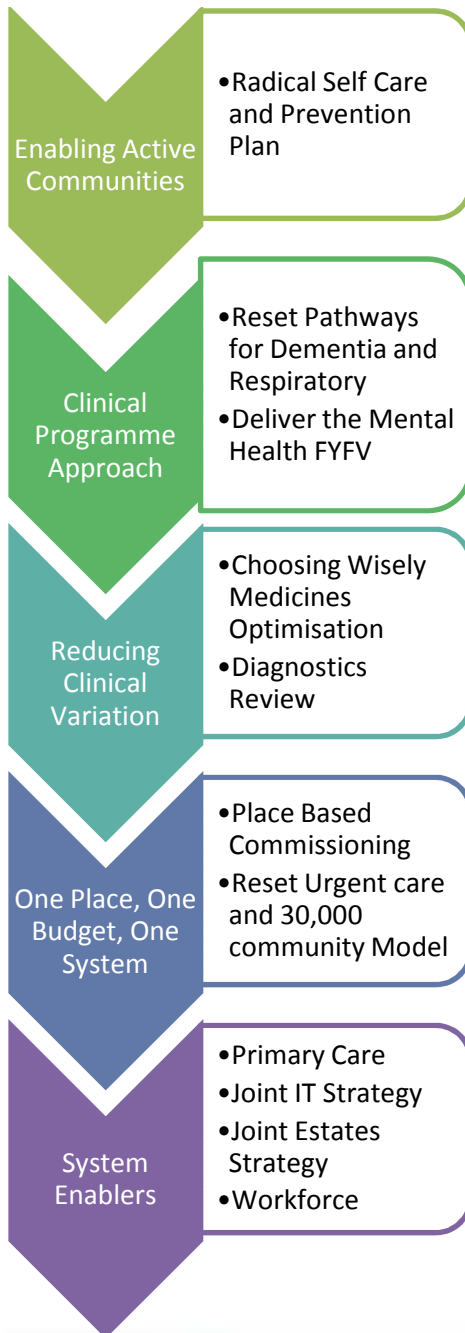 Enabling Active
Communities
•Radical Self Care
and Prevention
Plan
Clinical
Programme
Approach
•Reset Pathways
for Dementia and
Respiratory
•Deliver the Mental
Health FYFV
Reducing
Clinical
Variation
•Choosing Wisely
Medicines
Optimisation
•Diagnostics
Review
One Place, One
Budget, One
System
•Place Based
Commissioning
•Reset Urgent care
and 30,000
community Model
System
Enablers
•Primary Care
•Joint IT Strategy
•Joint Estates
Strategy
•Workforce